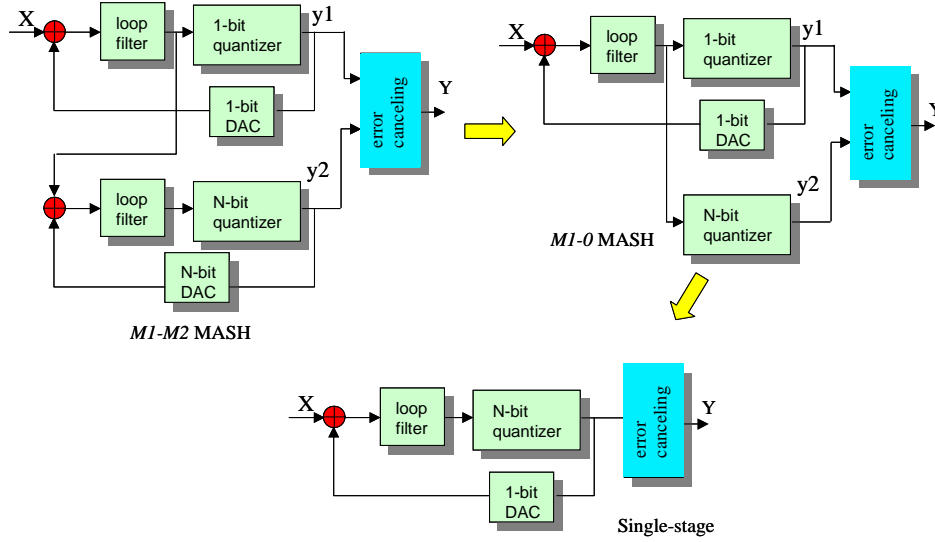 X
loop
filter
1-bit
quantizer
y1
1-bit
DAC
error
canceling
Y
loop
filter
N-bit
quantizer
y2
N-bit
DAC
M1-M2 MASH
X
loop
filter
1-bit
quantizer
y1
1-bit
DAC
error
canceling
Y
N-bit
quantizer
y2
M1-0 MASH
X
loop
filter
N-bit
quantizer
1-bit
DAC
error
canceling
Y
Single-stage